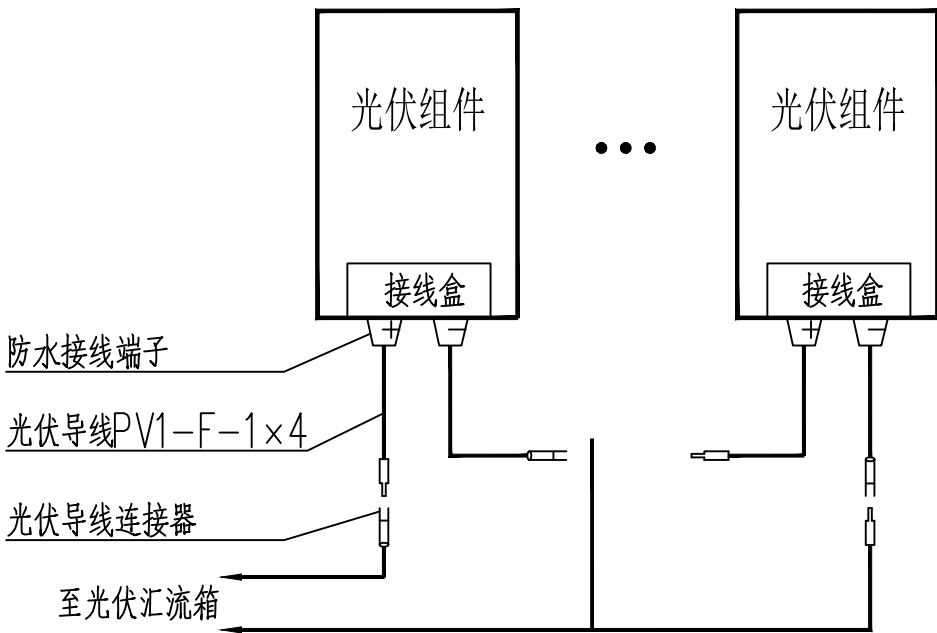 光伏组件
光伏组件
接线盒
接线盒
+
−
+
−
防水接线端子
光伏导线PV1-F-1×4
光伏导线连接器
至光伏汇流箱